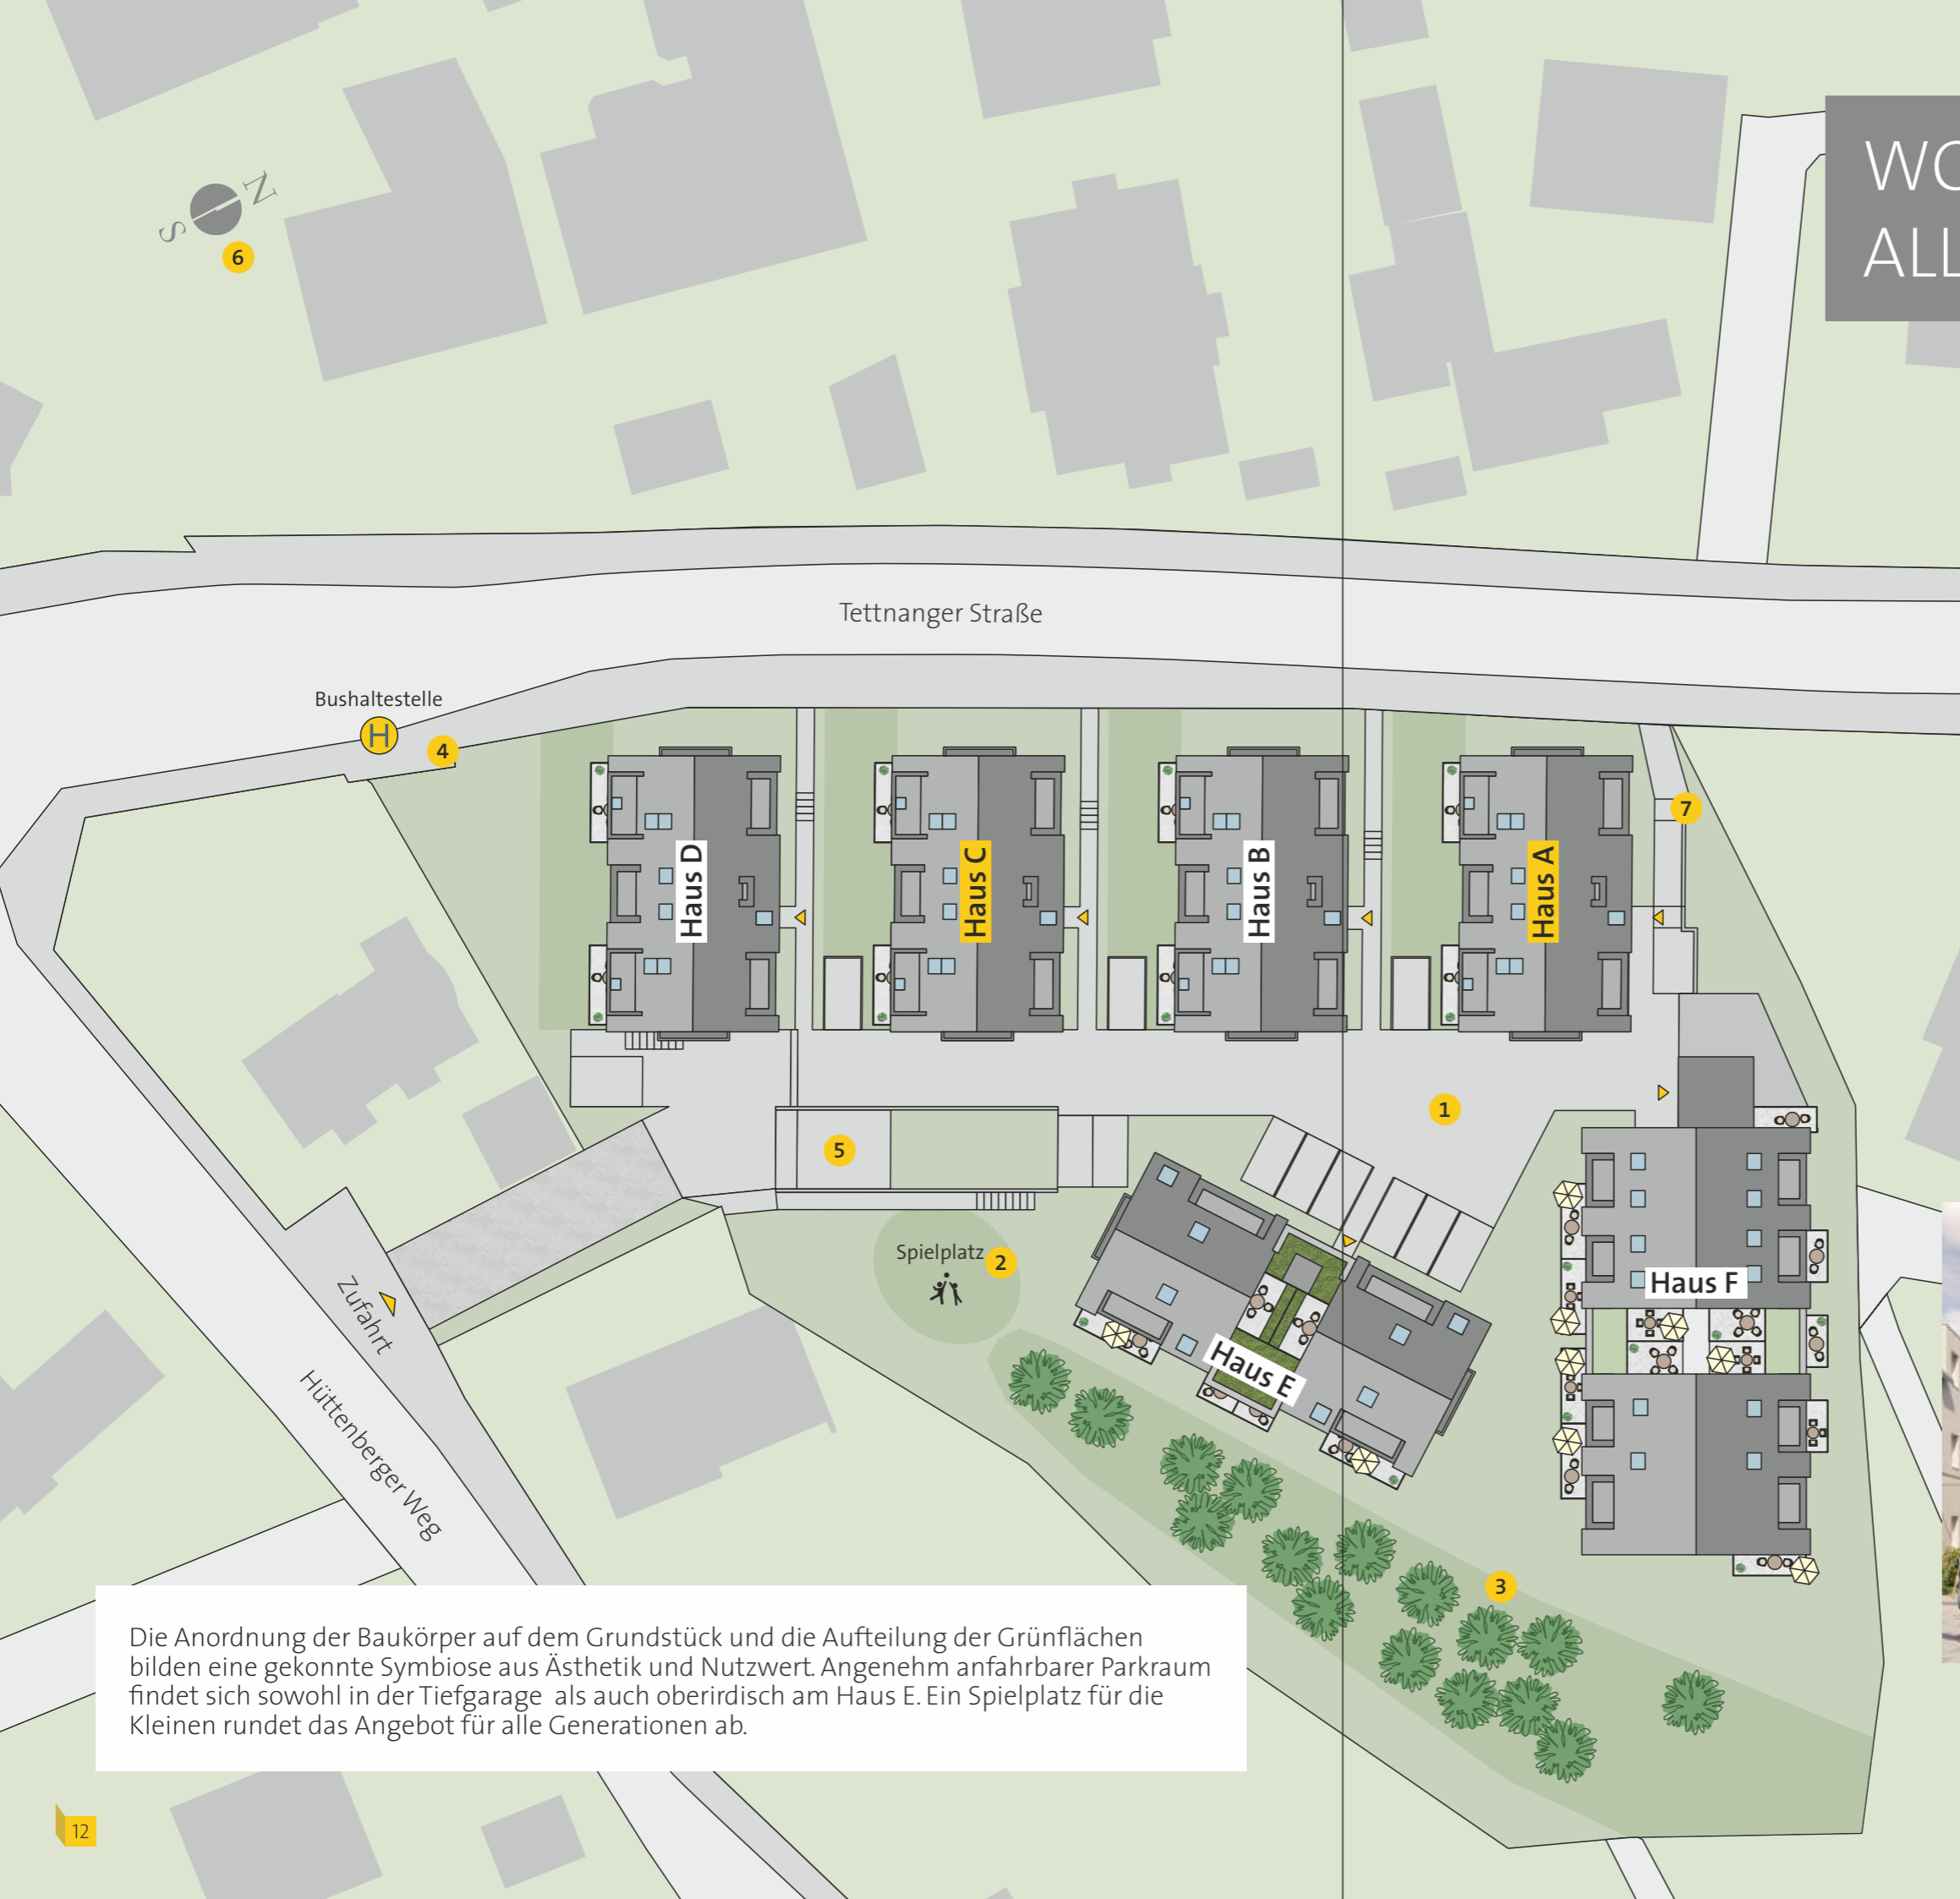 WO
ALL
N
S
6
Tettnanger Straße
Bushaltestelle
H
4
7
Haus D
Haus C
Haus B
Haus A
1
5
Spielplatz
2
Haus E
Haus F
Zufahrt
Hüttenberger Weg
3
Die Anordnung der Baukörper auf dem Grundstück und die Aufteilung der Grünflächen
bilden eine gekonnte Symbiose aus Ästhetik und Nutzwert. Angenehm anfahrbarer Parkraum
findet sich sowohl in der Tiefgarage als auch oberirdisch am Haus E. Ein Spielplatz für die
Kleinen rundet das Angebot für alle Generationen ab.
12